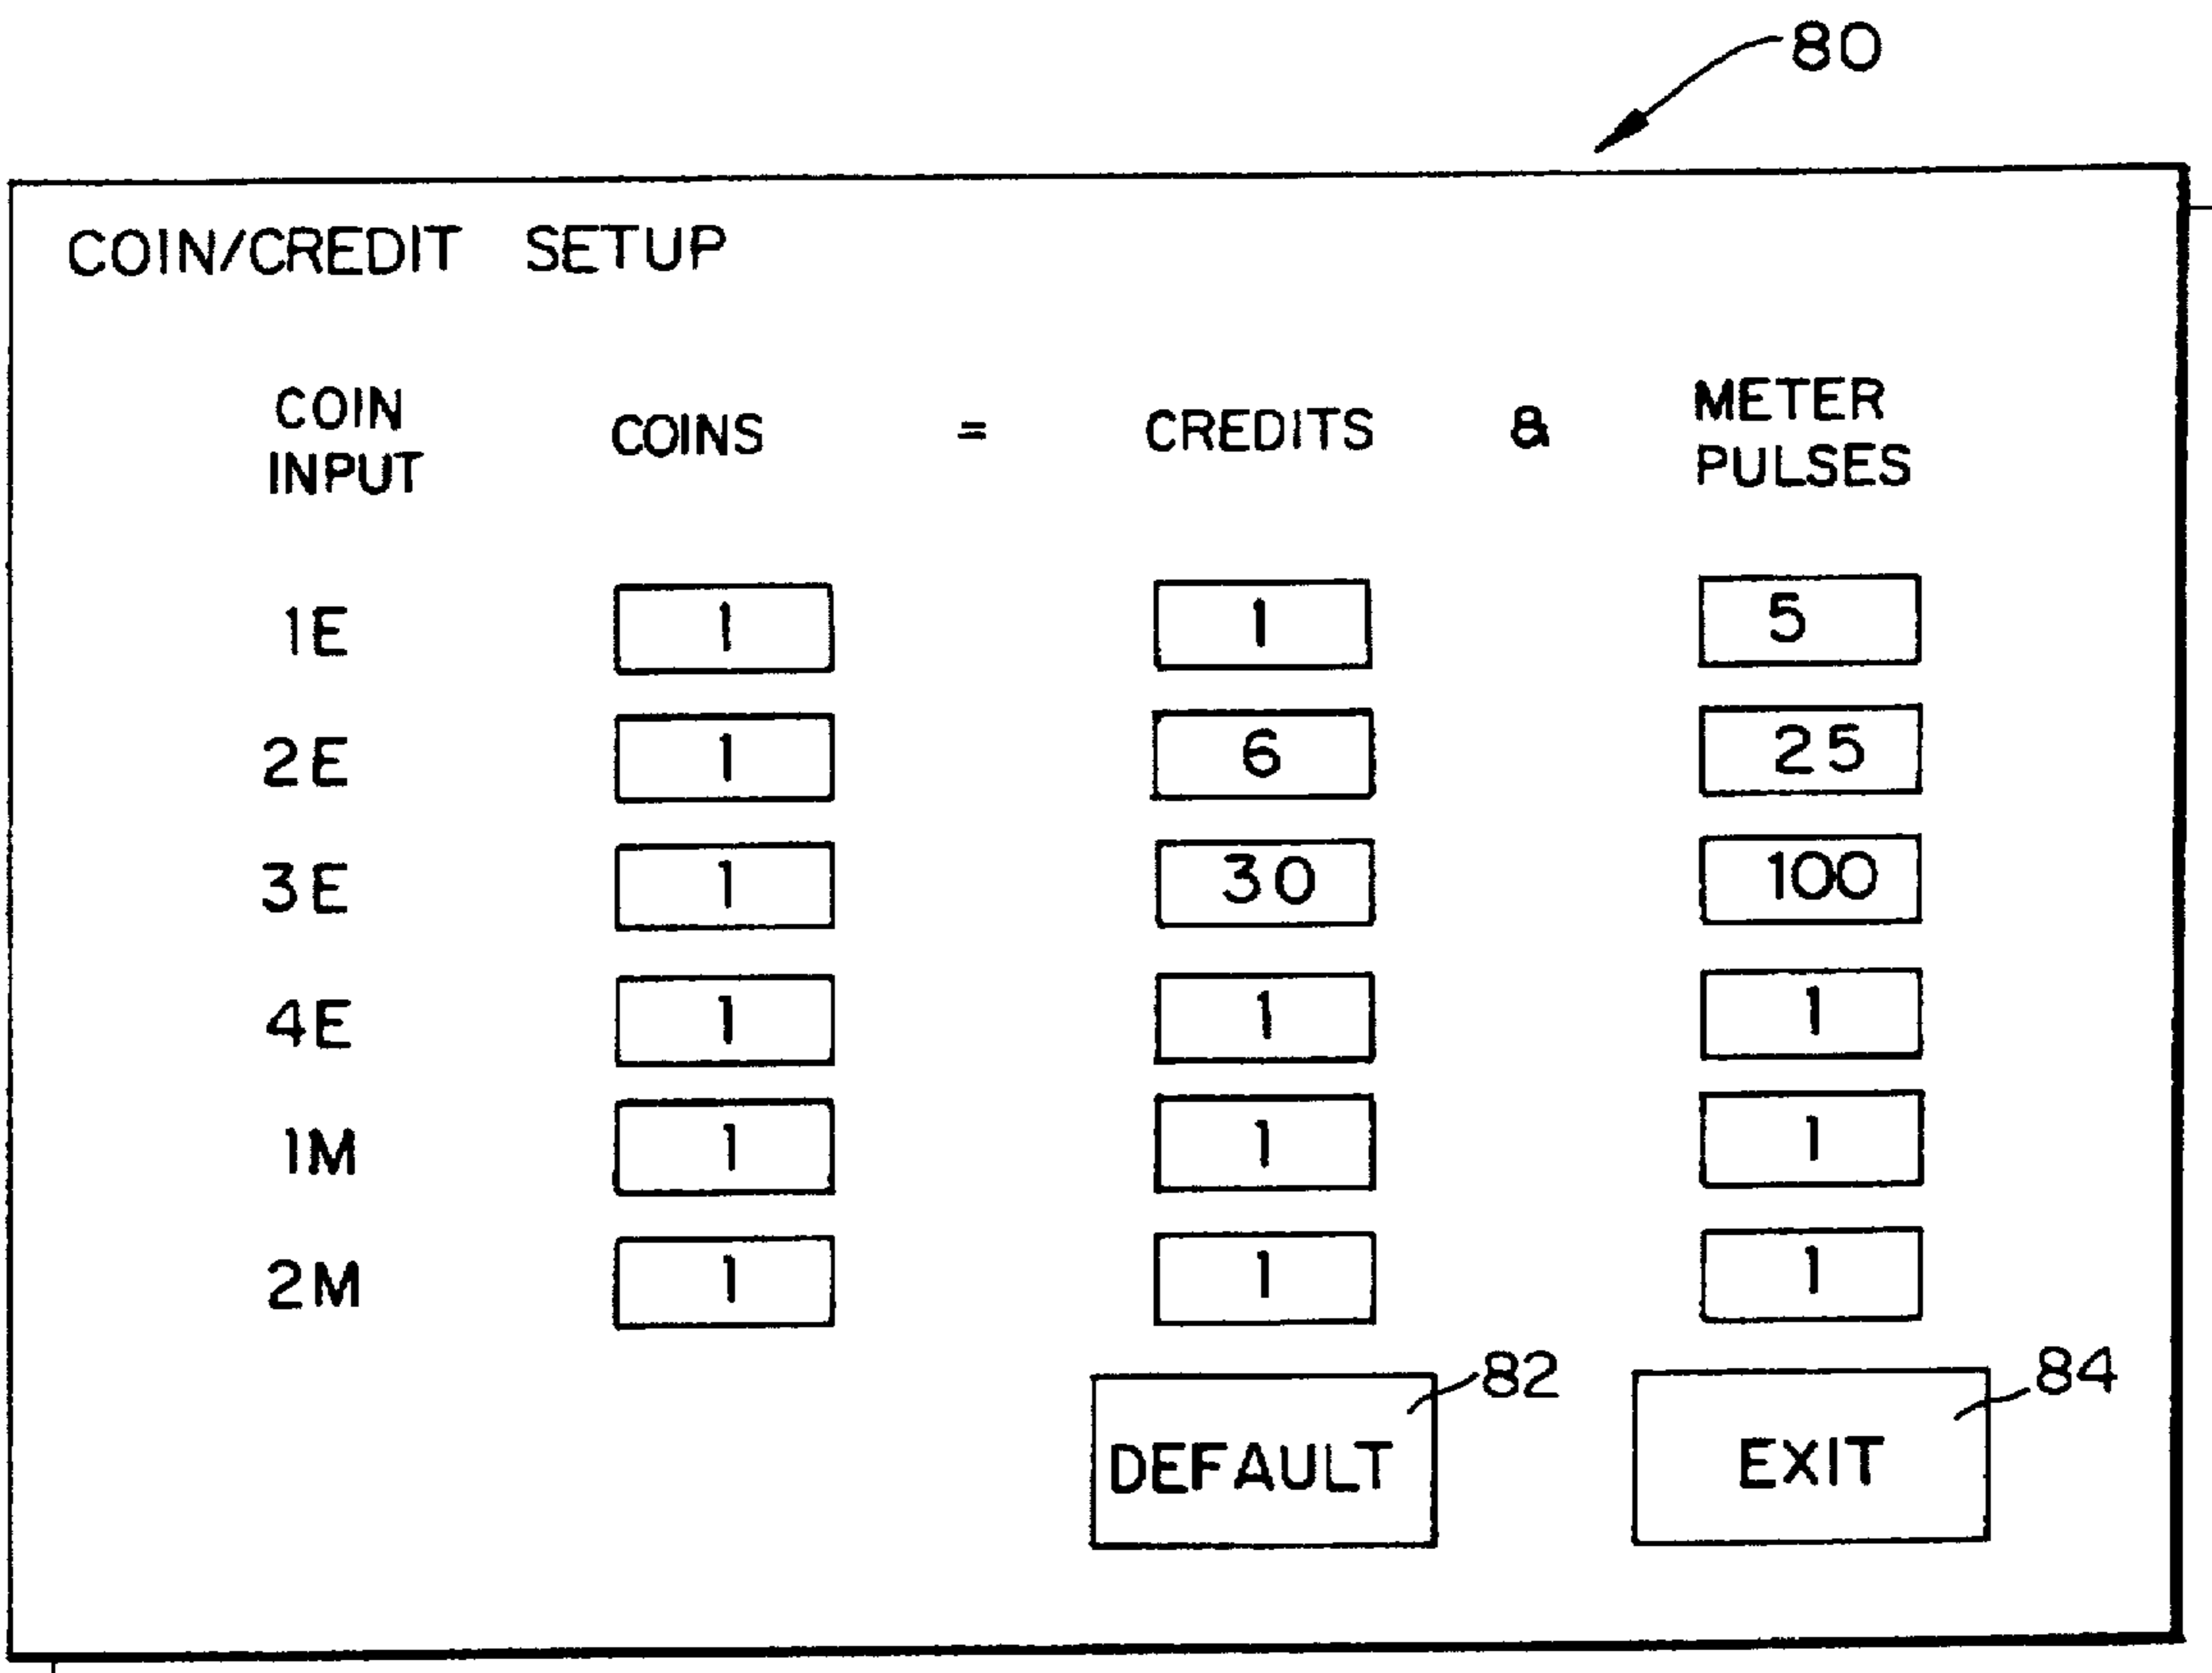 80
COIN/CREDIT SETUP
COIN INPUT COINS = CREDITS & METER PULSES
1E 1 1 5
2E 1 6 25
3E 1 30 100
4E 1 1 1
1M 1 1 1
2M 1 1 1
82 84
DEFAULT EXIT